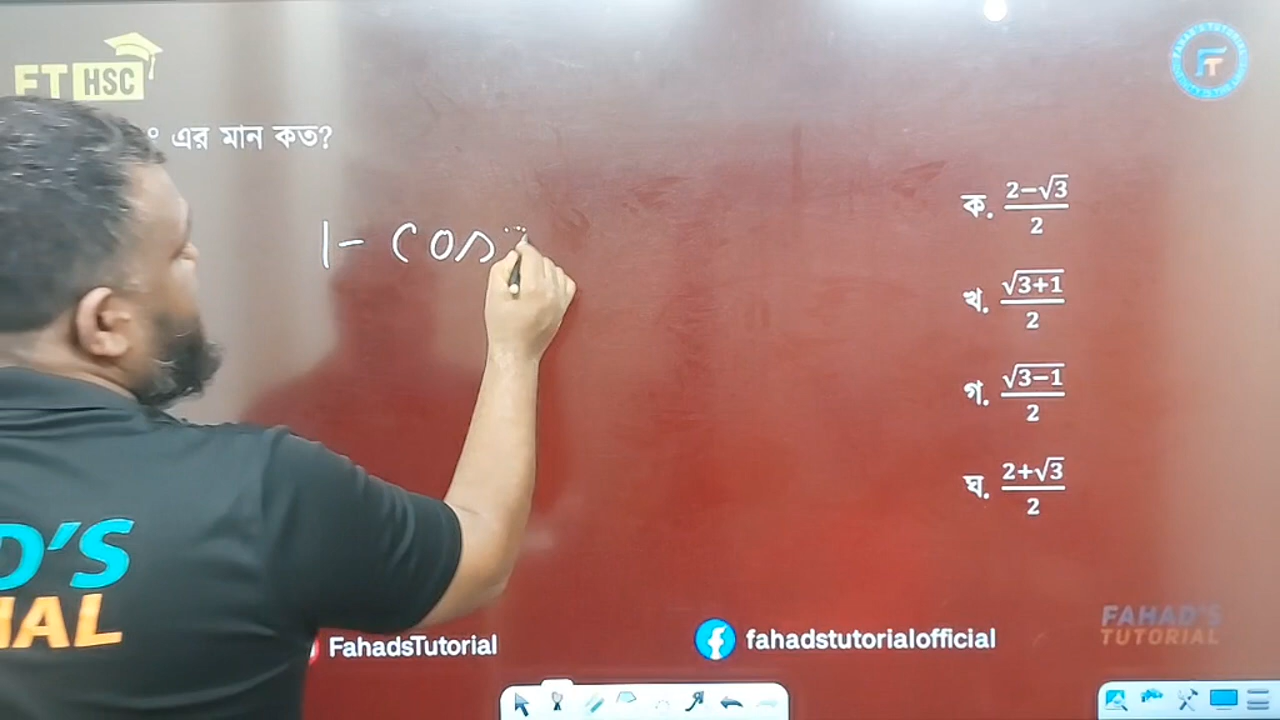 FT HSC
° এর মান কত?
1 - cos
ক. 2-√3/2
খ. √3+1/2
গ. √3-1/2
ঘ. 2+√3/2
D'S
IAL
FahadsTutorial
fahadstutorialofficial
FAHAD'S
TUTORIAL